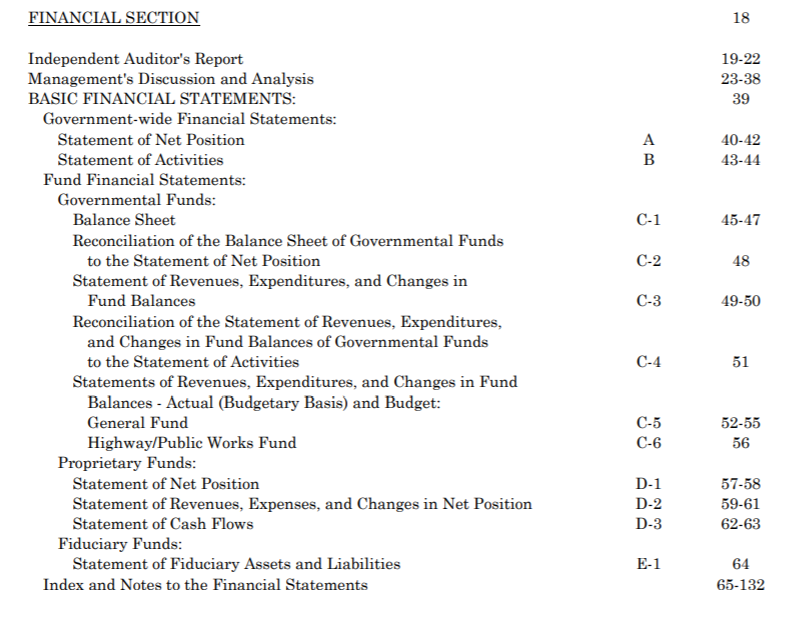 FINANCIAL SECTION 18
Independent Auditor's Report 19-22
Management's Discussion and Analysis 23-38
BASIC FINANCIAL STATEMENTS: 39
Government-wide Financial Statements:
Statement of Net Position A 40-42
Statement of Activities B 43-44
Fund Financial Statements:
Governmental Funds:
Balance Sheet C-1 45-47
Reconciliation of the Balance Sheet of Governmental Funds
to the Statement of Net Position C-2 48
Statement of Revenues, Expenditures, and Changes in
Fund Balances C-3 49-50
Reconciliation of the Statement of Revenues, Expenditures,
and Changes in Fund Balances of Governmental Funds
to the Statement of Activities C-4 51
Statements of Revenues, Expenditures, and Changes in Fund
Balances - Actual (Budgetary Basis) and Budget:
General Fund C-5 52-55
Highway/Public Works Fund C-6 56
Proprietary Funds:
Statement of Net Position D-1 57-58
Statement of Revenues, Expenses, and Changes in Net Position D-2 59-61
Statement of Cash Flows D-3 62-63
Fiduciary Funds:
Statement of Fiduciary Assets and Liabilities E-1 64
Index and Notes to the Financial Statements 65-132